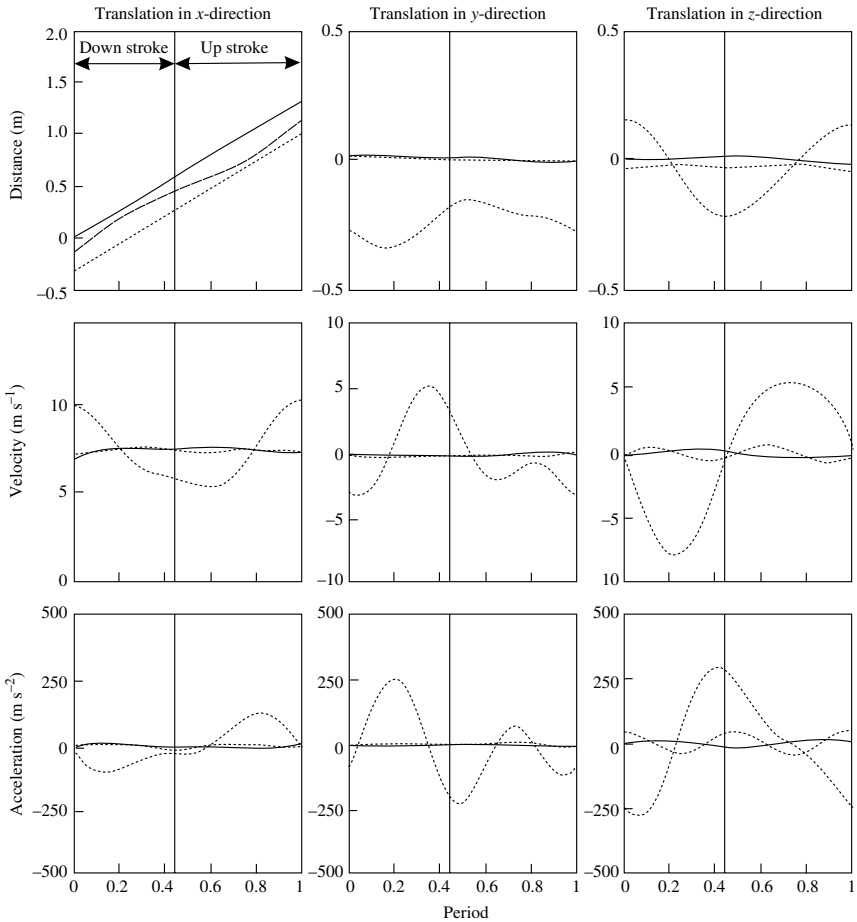 Translation in x-direction Translation in y-direction Translation in z-direction
2.0 0.5 0.5
Down stroke Up stroke
1.5
1.0
Distance (m)
0.5 0 0
0
–0.5 –0.5 –0.5
10 10
10 5 5
Velocity (m s⁻¹)
0 0
5 –5 –5
0 –10 10
500 500 500
250 250 250
Acceleration (m s⁻²)
0 0 0
–250 –250 –250
–500 –500 –500
0 0.2 0.4 0.6 0.8 1 0 0.2 0.4 0.6 0.8 1 0 0.2 0.4 0.6 0.8 1
Period